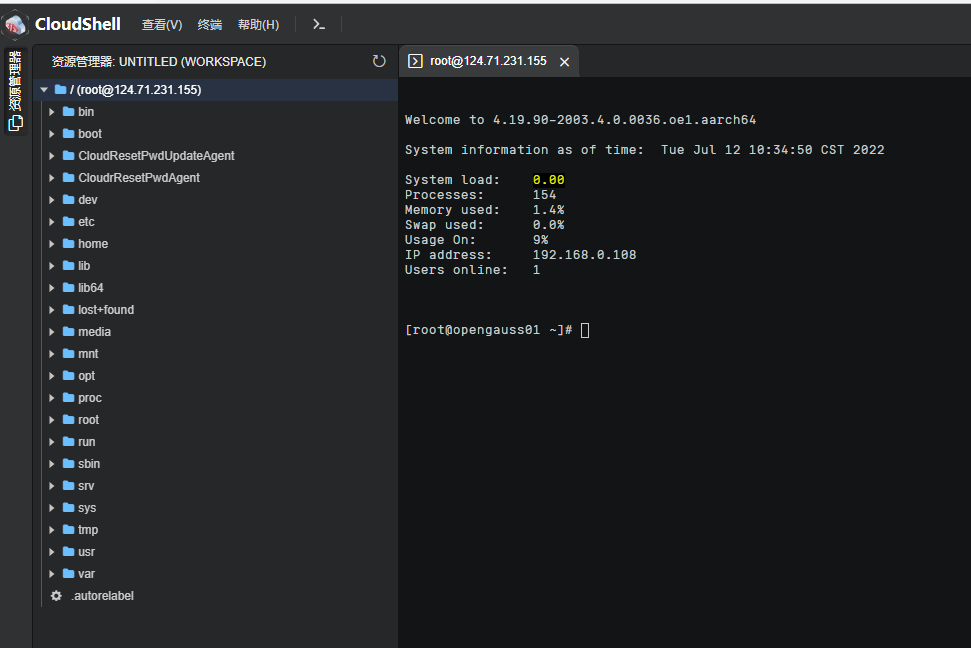 CloudShell 查看(V) 终端 帮助(H)
资源管理器
资源管理器: UNTITLED (WORKSPACE)
/ (root@124.71.231.155)
bin
boot
CloudResetPwdUpdateAgent
CloudrResetPwdAgent
dev
etc
home
lib
lib64
lost+found
media
mnt
opt
proc
root
run
sbin
srv
sys
tmp
usr
var
.autorelabel
root@124.71.231.155
Welcome to 4.19.90-2003.4.0.0036.oe1.aarch64
System information as of time: Tue Jul 12 10:34:50 CST 2022
System load: 0.00
Processes: 154
Memory used: 1.4%
Swap used: 0.0%
Usage On: 9%
IP address: 192.168.0.108
Users online: 1
[root@opengauss01 ~]#